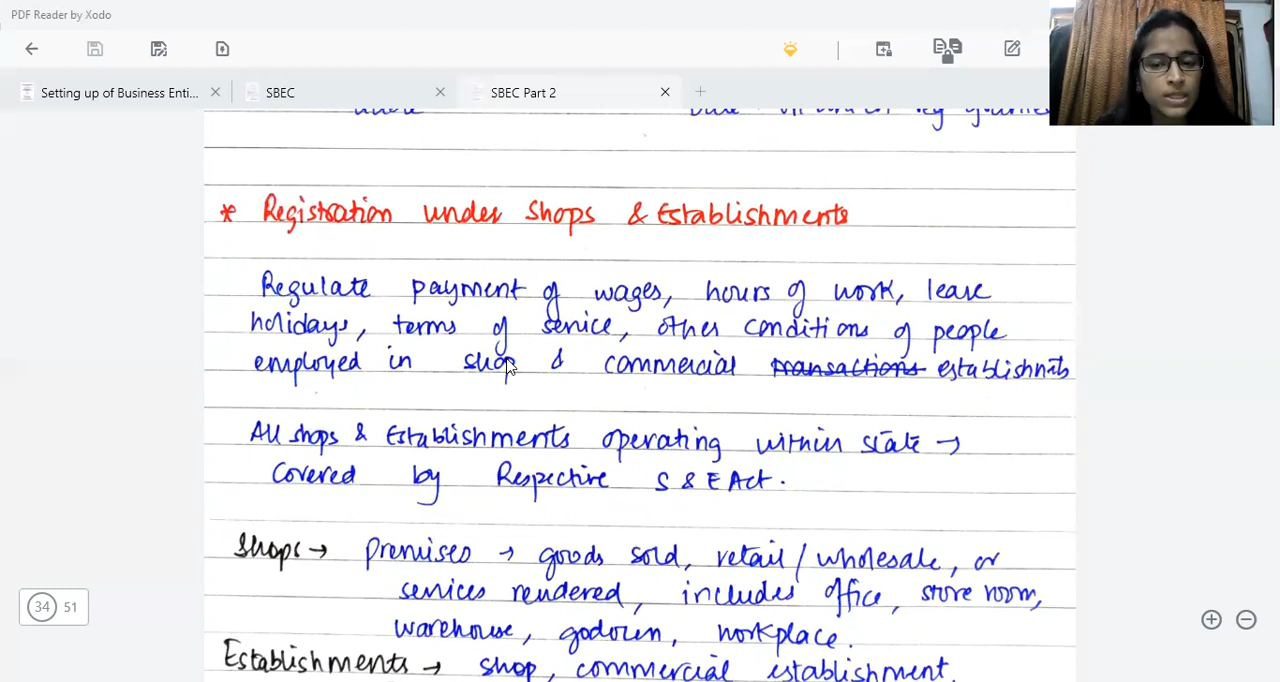 PDF Reader by Xodo
Setting up of Business Enti...
SBEC
SBEC Part 2
* Registration under Shops & Establishments
Regulate payment of wages, hours of work, leave
holidays, terms of service, other conditions of people
employed in shop & commercial transactions establishmnts
All shops & Establishments operating within state →
Covered by Respective S & E Act.
Shops → premises → goods sold, retail / wholesale, or
services rendered, includes office, store room,
warehouse, godown, workplace.
Establishments → shop, commercial establishment,
34 51